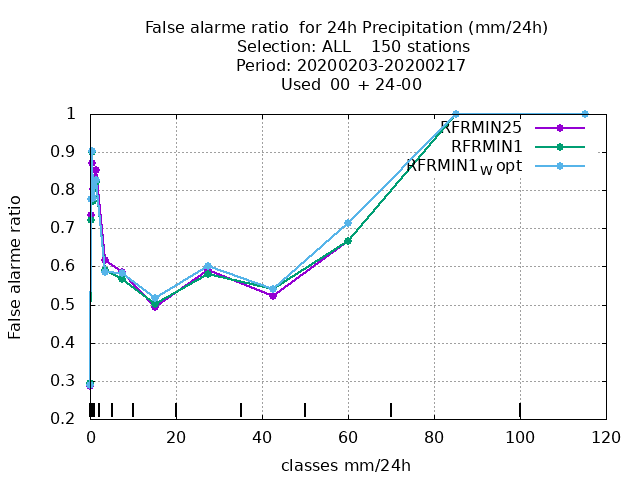 False alarme ratio  for 24h Precipitation (mm/24h)
Selection: ALL    150 stations
Period: 20200203-20200217
Used  00 + 24-00
RFRMIN25
RFRMIN1
RFRMIN1w opt
False alarme ratio
1
0.9
0.8
0.7
0.6
0.5
0.4
0.3
0.2
0 20 40 60 80 100 120
classes mm/24h